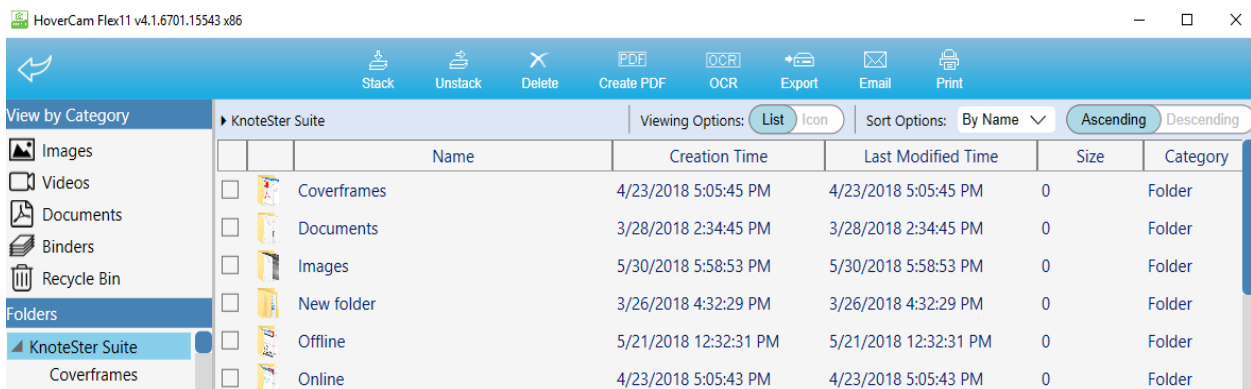 HoverCam Flex11 v4.1.6701.15543 x86
PDF OCR
Stack Unstack Delete Create PDF OCR Export Email Print
View by Category
KnoteSter Suite Viewing Options: List Icon Sort Options: By Name Ascending Descending
Name Creation Time Last Modified Time Size Category
Images
Videos
Documents
Binders
Recycle Bin
Folders
KnoteSter Suite
Coverframes
Coverframes 4/23/2018 5:05:45 PM 4/23/2018 5:05:45 PM 0 Folder
Documents 3/28/2018 2:34:45 PM 3/28/2018 2:34:45 PM 0 Folder
Images 5/30/2018 5:58:53 PM 5/30/2018 5:58:53 PM 0 Folder
New folder 3/26/2018 4:32:29 PM 3/26/2018 4:32:29 PM 0 Folder
Offline 5/21/2018 12:32:31 PM 5/21/2018 12:32:31 PM 0 Folder
Online 4/23/2018 5:05:43 PM 4/23/2018 5:05:43 PM 0 Folder